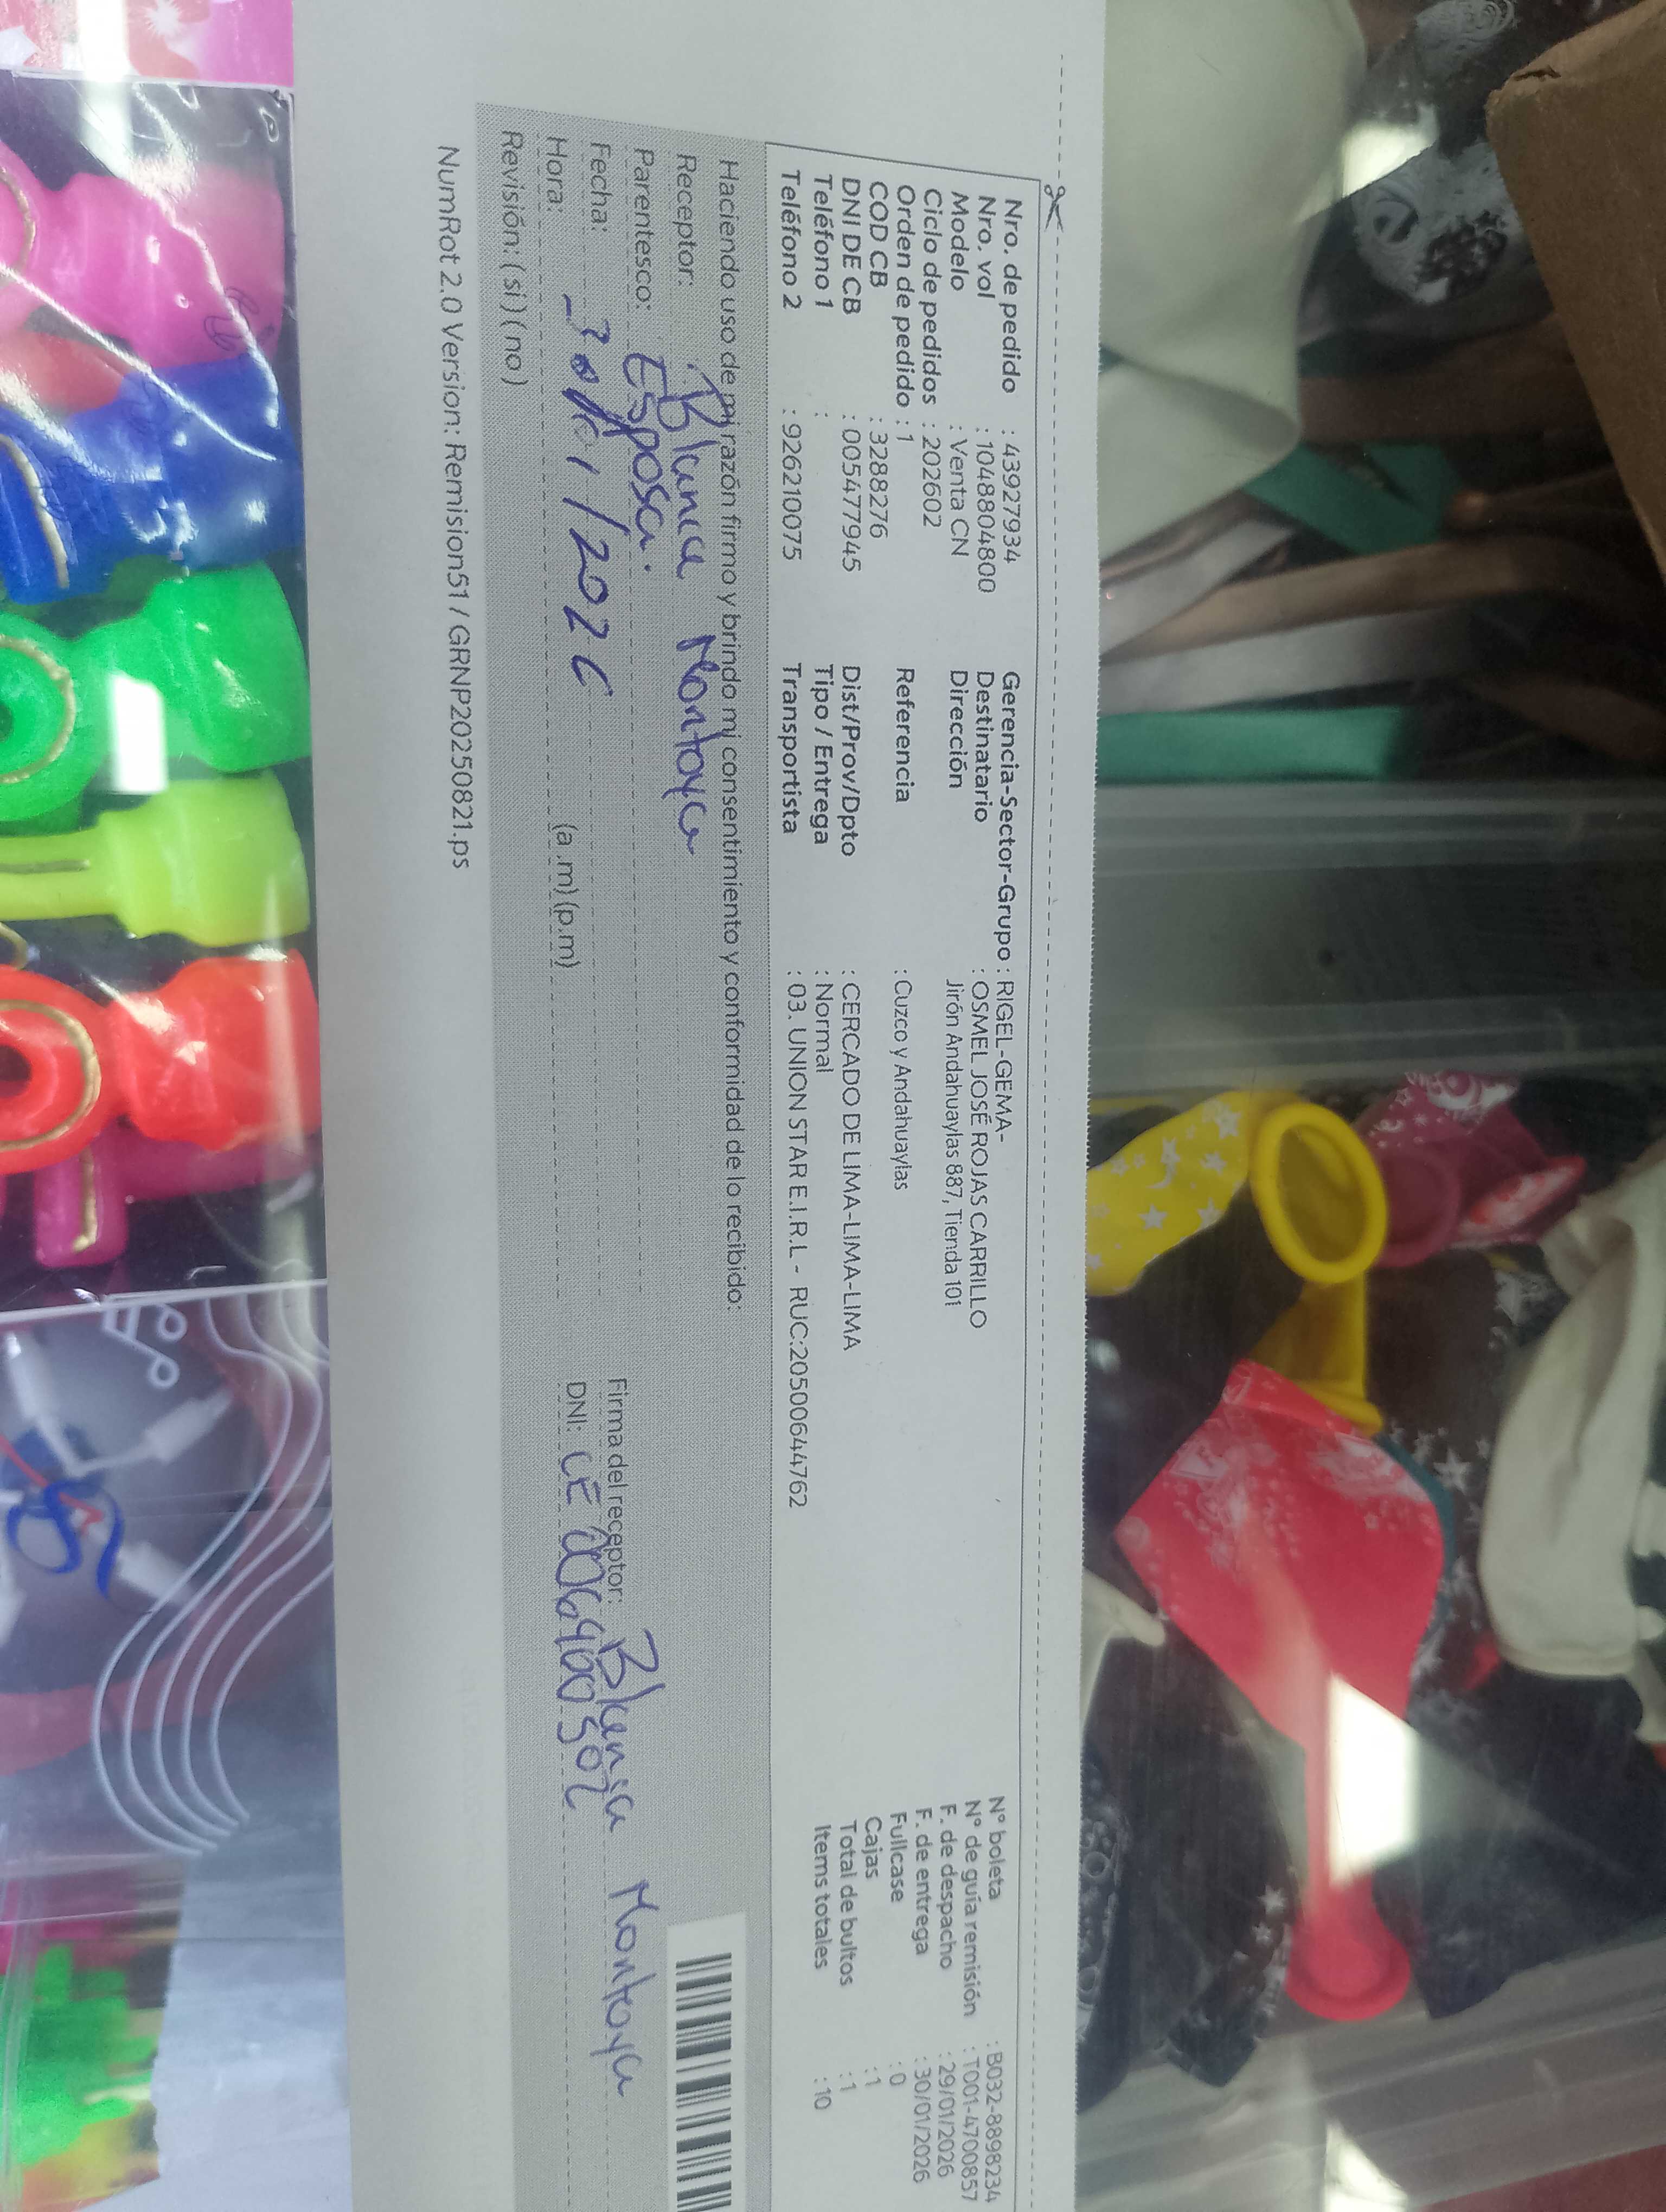 Nro. de pedido : 43927934
Nro. vol : 1048804800
Modelo : Venta CN
Ciclo de pedidos : 202602
Orden de pedido : 1
COD CB : 3288276
DNI DE CB : 005477945
Teléfono 1 :
Teléfono 2 : 926210075
Gerencia-Sector-Grupo : RIGEL-GEMA-
Destinatario : OSMEL JOSÉ ROJAS CARRILLO
Dirección Jirón Andahuaylas 887, Tienda 101
Referencia : Cuzco y Andahuaylas
Dist/Prov/Dpto : CERCADO DE LIMA-LIMA-LIMA
Tipo / Entrega : Normal
Transportista : 03. UNION STAR E.I.R.L - RUC:20500644762
Nº boleta : B032-8898234
Nº de guía remisión : T001-4700857
F. de despacho : 29/01/2026
F. de entrega : 30/01/2026
Fullcase : 0
Cajas : 1
Total de bultos : 1
Items totales : 10
Haciendo uso de mi razón firmo y brindo mi consentimiento y conformidad de lo recibido:
Receptor: Blanca Montoya
Parentesco: Esposa.
Fecha: /2026
Hora: (a.m) (p.m)
Revisión: (si) (no)
Firma del receptor: Blanca Montoya
DNI: CE
NumRot 2.0 Version: Remision51 / GRNP20250821.ps